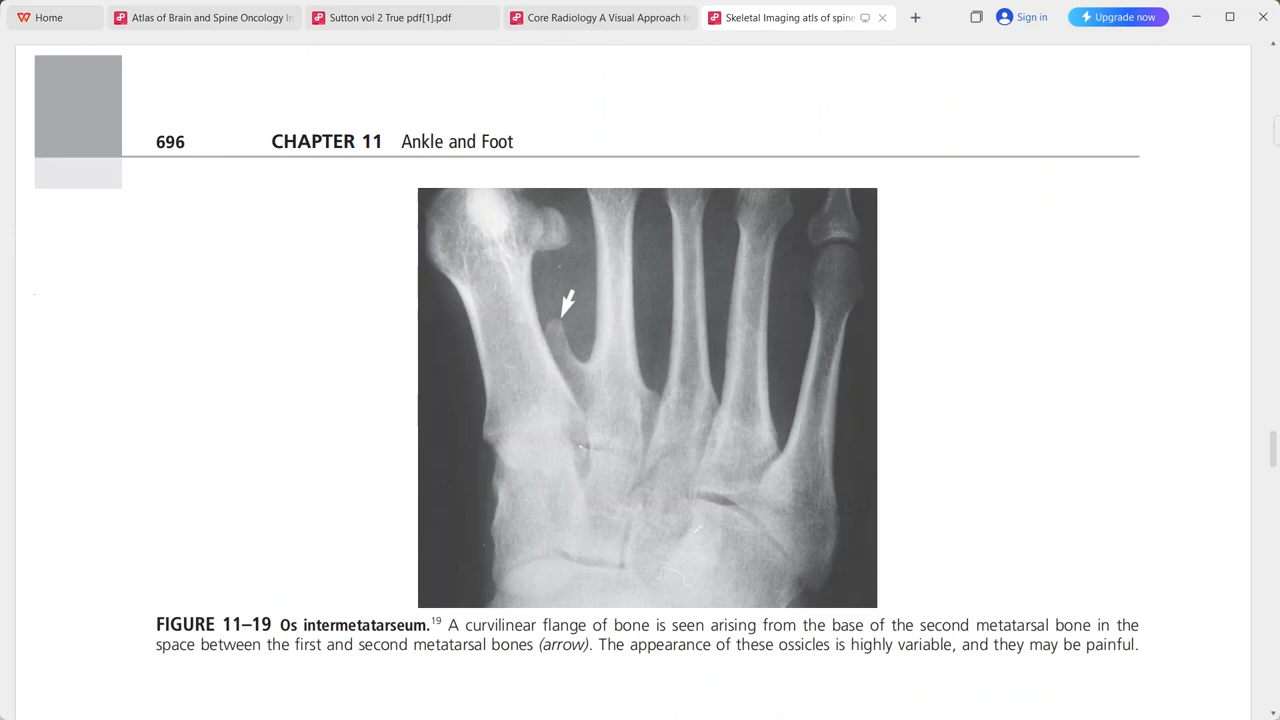 Home
Atlas of Brain and Spine Oncology I
Sutton vol 2 True pdf[1].pdf
Core Radiology A Visual Approach t
Skeletal Imaging atls of spine
Sign in
Upgrade now
696 CHAPTER 11 Ankle and Foot
FIGURE 11–19 Os intermetatarseum.19 A curvilinear flange of bone is seen arising from the base of the second metatarsal bone in the
space between the first and second metatarsal bones (arrow). The appearance of these ossicles is highly variable, and they may be painful.